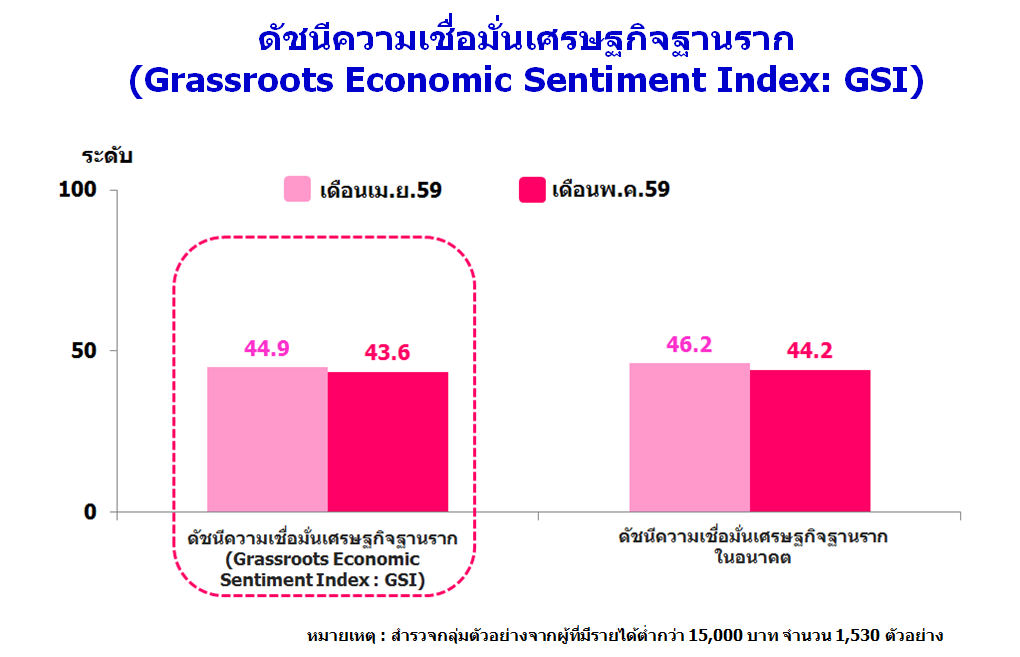 ดัชนีความเชื่อมั่นเศรษฐกิจฐานราก
(Grassroots Economic Sentiment Index: GSI)
ระดับ
100
เดือนเม.ย.59
เดือนพ.ค.59
50
44.9
43.6
46.2
44.2
0
ดัชนีความเชื่อมั่นเศรษฐกิจฐานราก
(Grassroots Economic
Sentiment Index : GSI)
ดัชนีความเชื่อมั่นเศรษฐกิจฐานราก
ในอนาคต
หมายเหตุ : สำรวจกลุ่มตัวอย่างจากผู้ที่มีรายได้ต่ำกว่า 15,000 บาท จำนวน 1,530 ตัวอย่าง